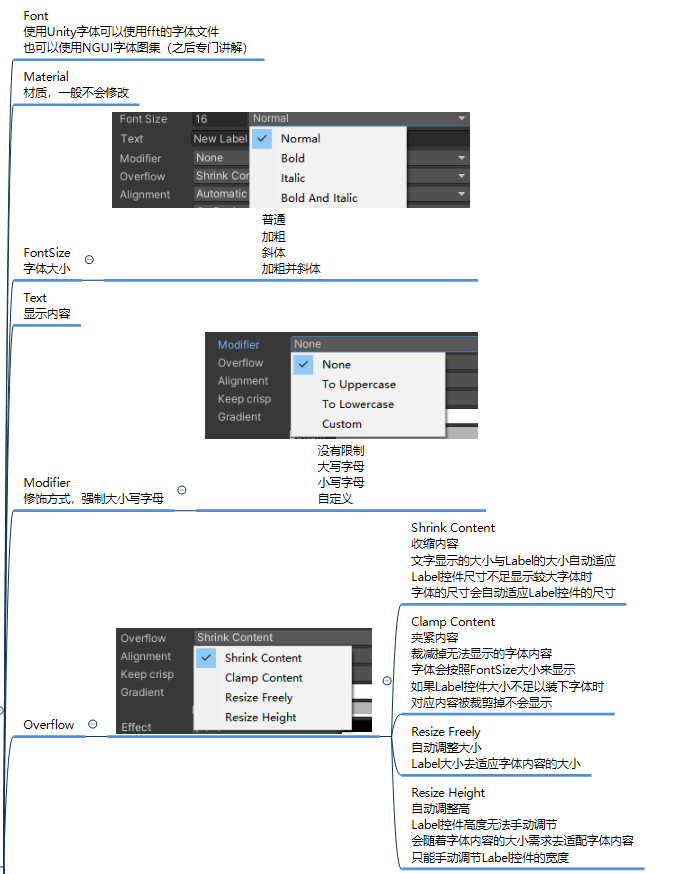 Font
使用Unity字体可以使用fft的字体文件
也可以使用NGUI字体图集（之后专门讲解）
Material
材质，一般不会修改
Font Size 16 Normal
Text New Label
Normal
Modifier None
Bold
Overflow Shrink Con
Italic
Alignment Automatic
Bold And Italic
普通
加粗
斜体
加粗并斜体
FontSize
字体大小
Text
显示内容
Modifier None
Overflow
None
Alignment
To Uppercase
Keep crisp
To Lowercase
Gradient
Custom
没有限制
大写字母
小写字母
自定义
Modifier
修饰方式，强制大小写字母
Overflow Shrink Content
Alignment
Shrink Content
Keep crisp
Clamp Content
Gradient
Resize Freely
Resize Height
Effect
Overflow
Shrink Content
收缩内容
文字显示的大小与Label的大小自动适应
Label控件尺寸不足显示较大字体时
字体的尺寸会自动适应Label控件的尺寸
Clamp Content
夹紧内容
裁减掉无法显示的字体内容
字体会按照FontSize大小来显示
如果Label控件大小不足以装下字体时
对应内容被裁剪掉不会显示
Resize Freely
自动调整大小
Label大小去适应字体内容的大小
Resize Height
自动调整高
Label控件高度无法手动调节
会随着字体内容的大小需求去适配字体内容
只能手动调节Label控件的宽度